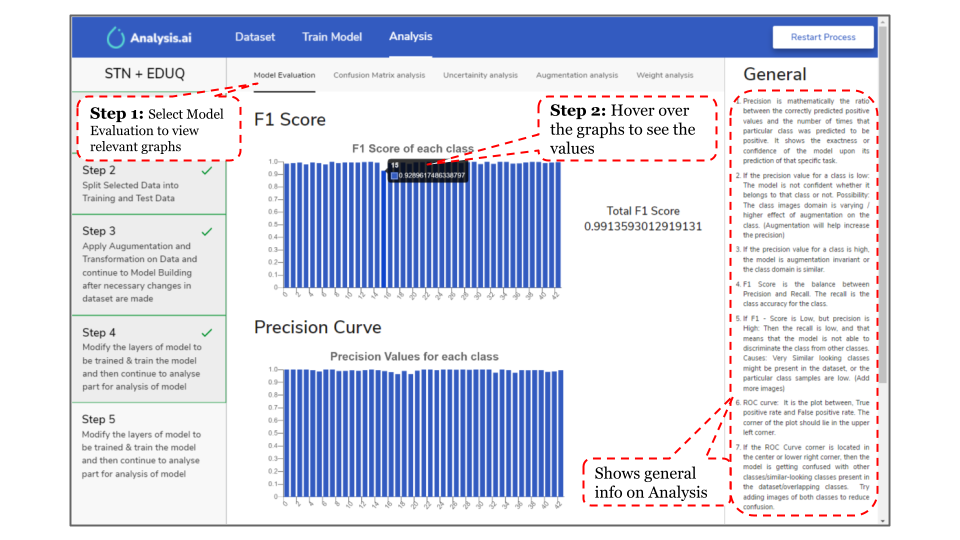 Analysis.ai
Dataset
Train Model
Analysis
Restart Process
STN + EDUQ
Model Evaluation
Confusion Matrix analysis
Uncertainity analysis
Augmentation analysis
Weight analysis
General
Step 1: Select Model
Evaluation to view
relevant graphs
Step 2
Split Selected Data into
Training and Test Data
Step 3
Apply Augumentation and
Transformation on Data and
continue to Model Building
after necessary changes in
dataset are made
Step 4
Modify the layers of model to
be trained & train the model
and then continue to analyse
part for analysis of model
Step 5
Modify the layers of model to
be trained & train the model
and then continue to analyse
part for analysis of model
F1 Score
Step 2: Hover over
the graphs to see the
values
F1 Score of each class
1.0
0.9
0.8
0.7
0.6
0.5
0.4
0.3
0.2
0.1
0
15
0.9289617486338797
0 2 4 6 8 10 12 14 16 18 20 22 24 26 28 30 32 34 36 38 40 42
Total F1 Score
0.9913593012919131
Precision Curve
Precision Values for each class
1.0
0.9
0.8
0.7
0.6
0.5
0.4
0.3
0.2
0.1
0
0 2 4 6 8 10 12 14 16 18 20 22 24 26 28 30 32 34 36 38 40 42
1. Precision is mathematically the ratio
between the correctly predicted positive
values and the number of times that
particular class was predicted to be
positive. It shows the exactness or
confidence of the model upon its
prediction of that specific task.
2. If the precision value for a class is low:
The model is not confident whether it
belongs to that class or not. Possibility:
The class images domain is varying /
higher effect of augmentation on the
class. (Augmentation will help increase
the precision)
3. If the precision value for a class is high,
the model is augmentation invariant or
the class domain is similar.
4. F1 Score is the balance between
Precision and Recall. The recall is the
class accuracy for the class.
5. If F1 - Score is Low, but precision is
High: Then the recall is low, and that
means that the model is not able to
discriminate the class from other classes.
Causes: Very Similar looking classes
might be present in the dataset, or the
particular class samples are low. (Add
more images)
6. ROC curve: It is the plot between, True
positive rate and False positive rate. The
corner of the plot should lie in the upper
left corner.
7. If the ROC Curve corner is located in
the center or lower right corner, then the
model is getting confused with other
classes/similar-looking classes present in
the dataset/overlapping classes. Try
adding images of both classes to reduce
confusion.
Shows general
info on Analysis